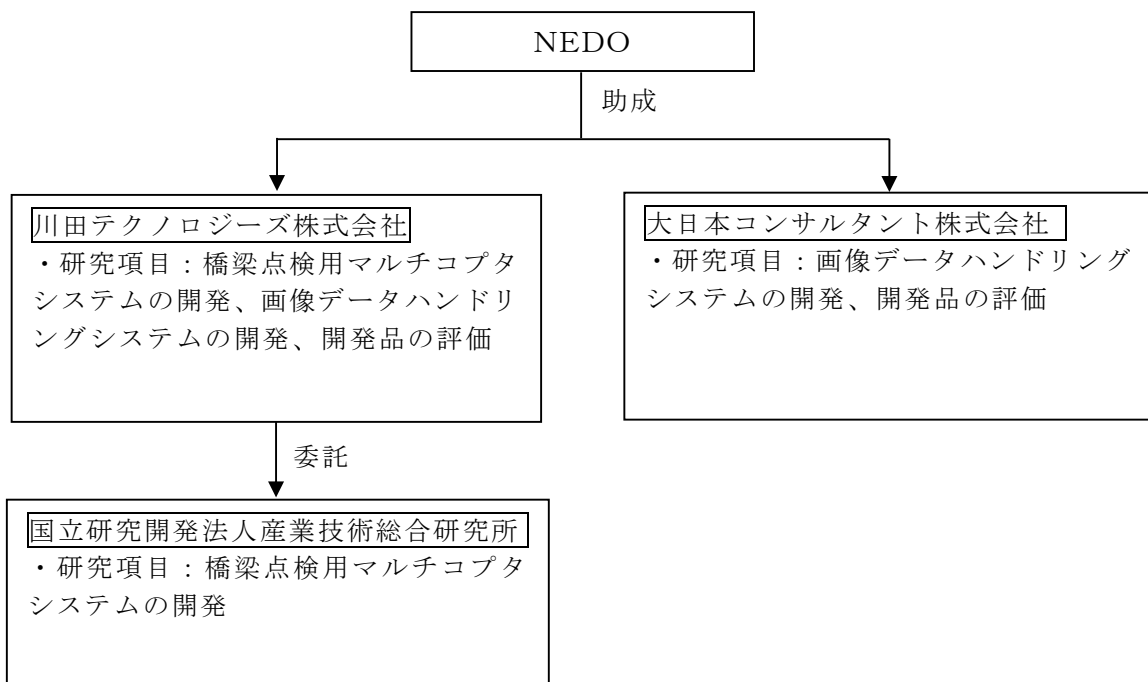 NEDO
助成
川田テクノロジーズ株式会社
・研究項目：橋梁点検用マルチコプタ
システムの開発、画像データハンドリ
ングシステムの開発、開発品の評価
大日本コンサルタント株式会社
・研究項目：画像データハンドリング
システムの開発、開発品の評価
委託
国立研究開発法人産業技術総合研究所
・研究項目：橋梁点検用マルチコプタ
システムの開発